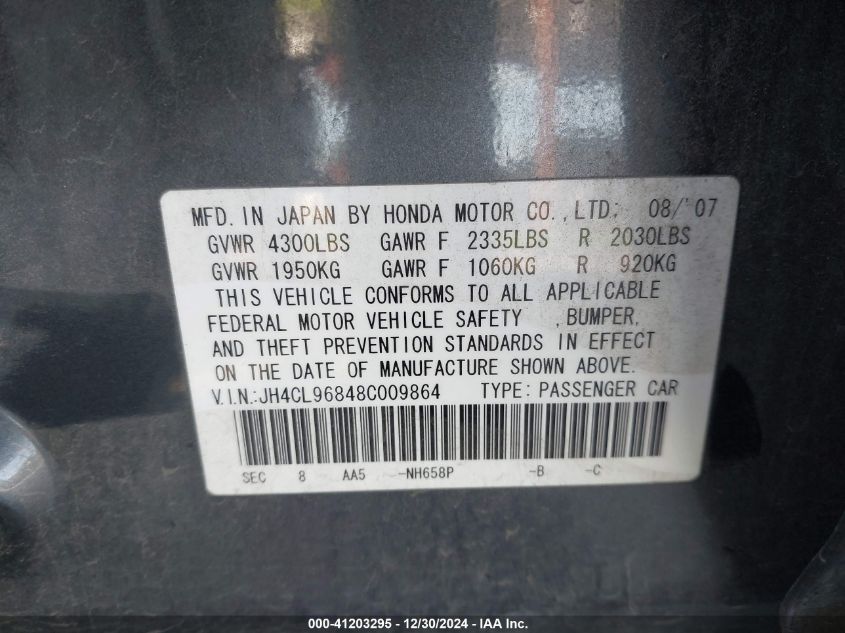 MFD. IN JAPAN BY HONDA MOTOR CO., LTD. 08/'07
GVWR 4300LBS GAWR F 2335LBS R 2030LBS
GVWR 1950KG GAWR F 1060KG R 920KG
THIS VEHICLE CONFORMS TO ALL APPLICABLE
FEDERAL MOTOR VEHICLE SAFETY , BUMPER,
AND THEFT PREVENTION STANDARDS IN EFFECT
ON THE DATE OF MANUFACTURE SHOWN ABOVE.
V.I.N.:JH4CL96848C009864 TYPE: PASSENGER CAR
SEC 8 AA5 -NH658P -B -C
000-41203295 - 12/30/2024 - IAA Inc.